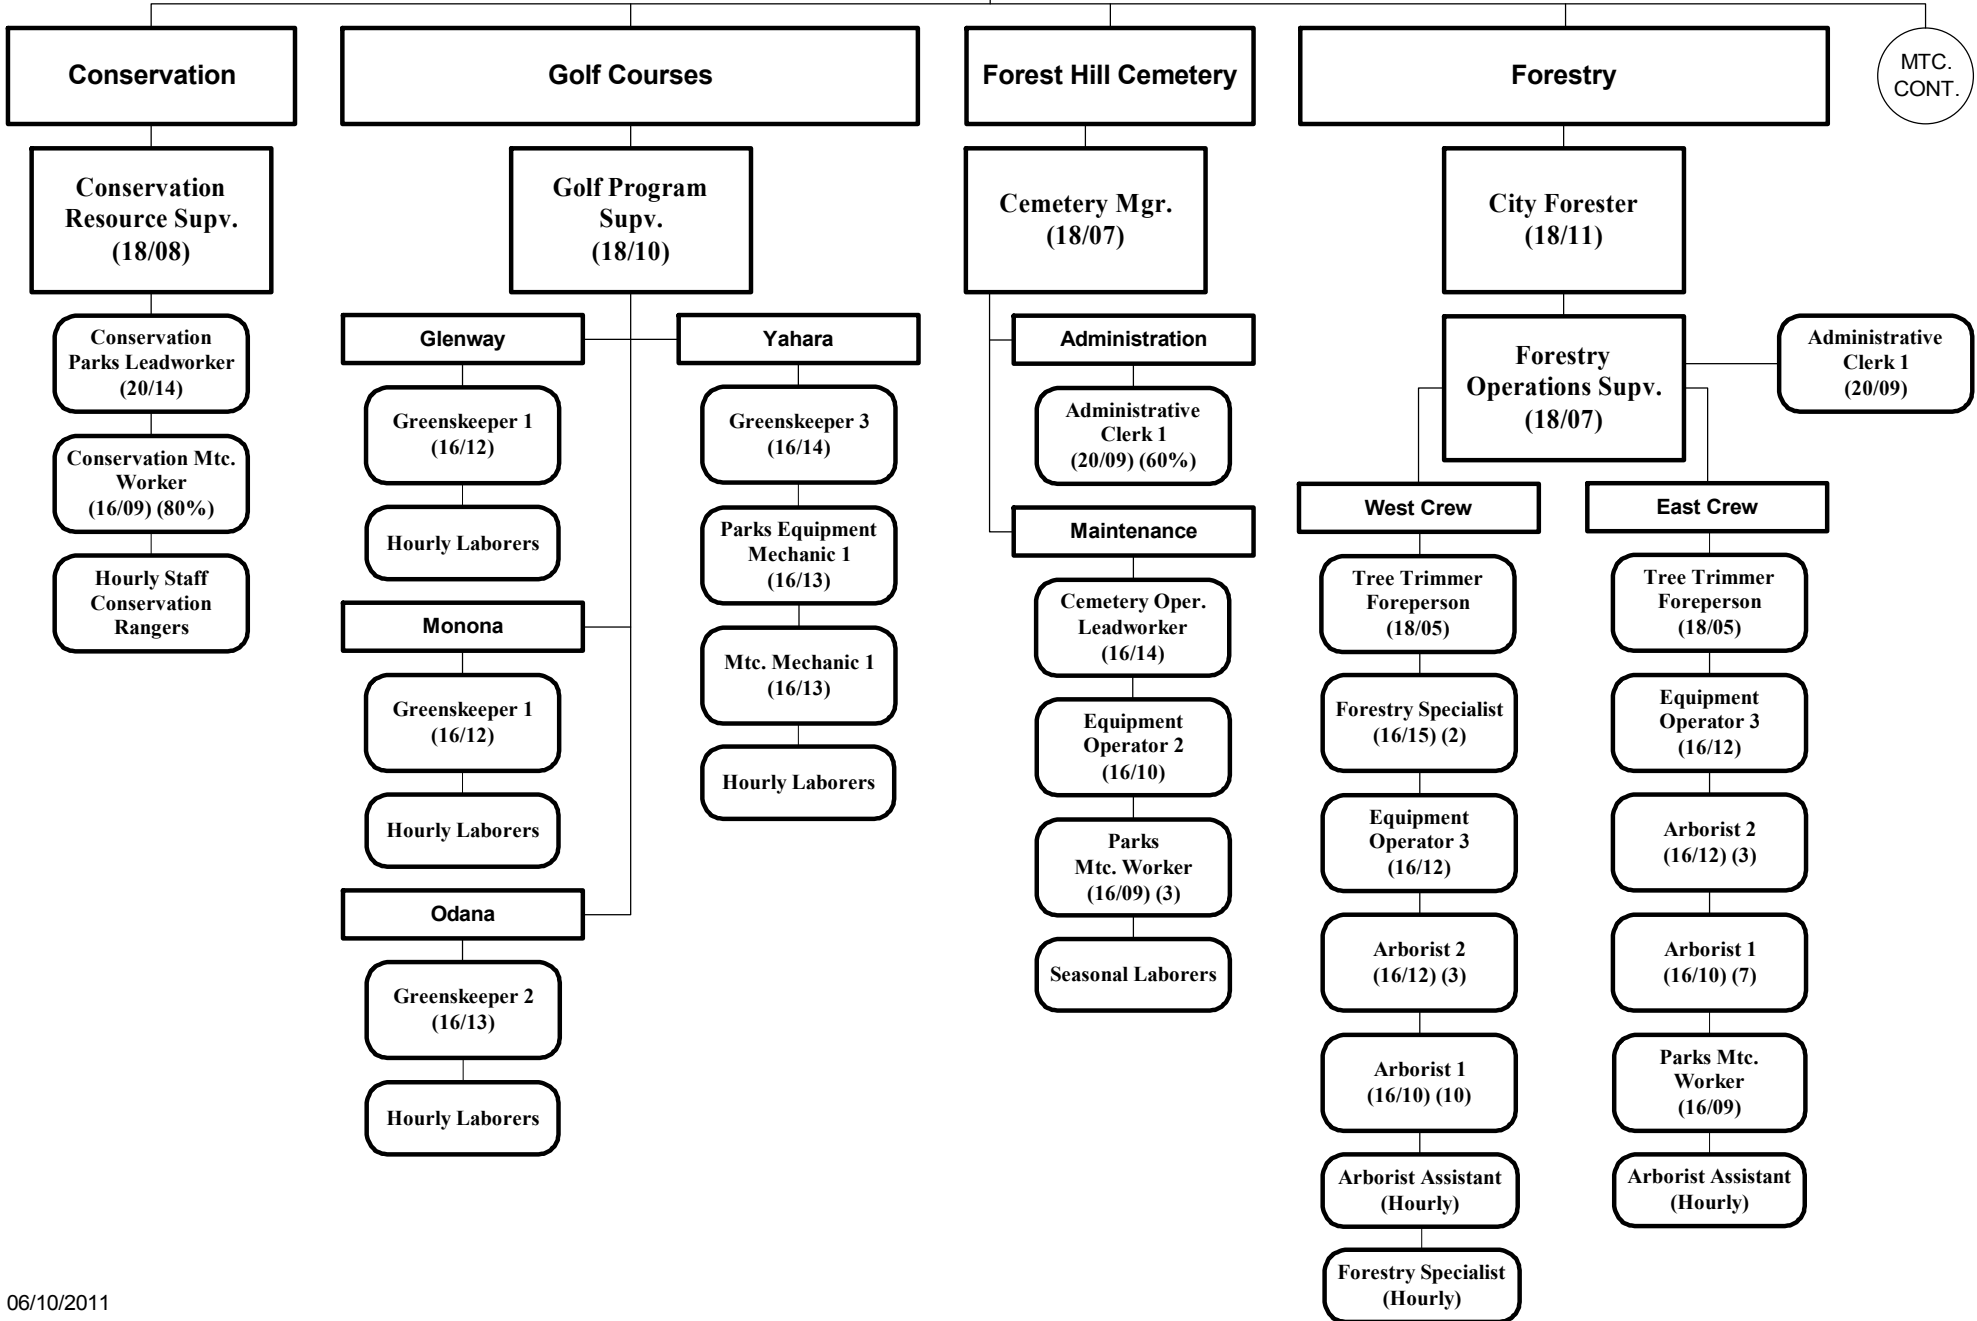 Conservation
Golf Courses
Forest Hill Cemetery
Forestry
MTC.
CONT.
Conservation
Resource Supv.
(18/08)
Conservation
Parks Leadworker
(20/14)
Conservation Mtc.
Worker
(16/09) (80%)
Hourly Staff
Conservation
Rangers
Golf Program
Supv.
(18/10)
Glenway
Greenskeeper 1
(16/12)
Hourly Laborers
Monona
Greenskeeper 1
(16/12)
Hourly Laborers
Odana
Greenskeeper 2
(16/13)
Hourly Laborers
Yahara
Greenskeeper 3
(16/14)
Parks Equipment
Mechanic 1
(16/13)
Mtc. Mechanic 1
(16/13)
Hourly Laborers
Cemetery Mgr.
(18/07)
Administration
Administrative
Clerk 1
(20/09) (60%)
Maintenance
Cemetery Oper.
Leadworker
(16/14)
Equipment
Operator 2
(16/10)
Parks
Mtc. Worker
(16/09) (3)
Seasonal Laborers
City Forester
(18/11)
Forestry
Operations Supv.
(18/07)
Administrative
Clerk 1
(20/09)
West Crew
Tree Trimmer
Foreperson
(18/05)
Forestry Specialist
(16/15) (2)
Equipment
Operator 3
(16/12)
Arborist 2
(16/12) (3)
Arborist 1
(16/10) (10)
Arborist Assistant
(Hourly)
Forestry Specialist
(Hourly)
East Crew
Tree Trimmer
Foreperson
(18/05)
Equipment
Operator 3
(16/12)
Arborist 2
(16/12) (3)
Arborist 1
(16/10) (7)
Parks Mtc.
Worker
(16/09)
Arborist Assistant
(Hourly)
06/10/2011